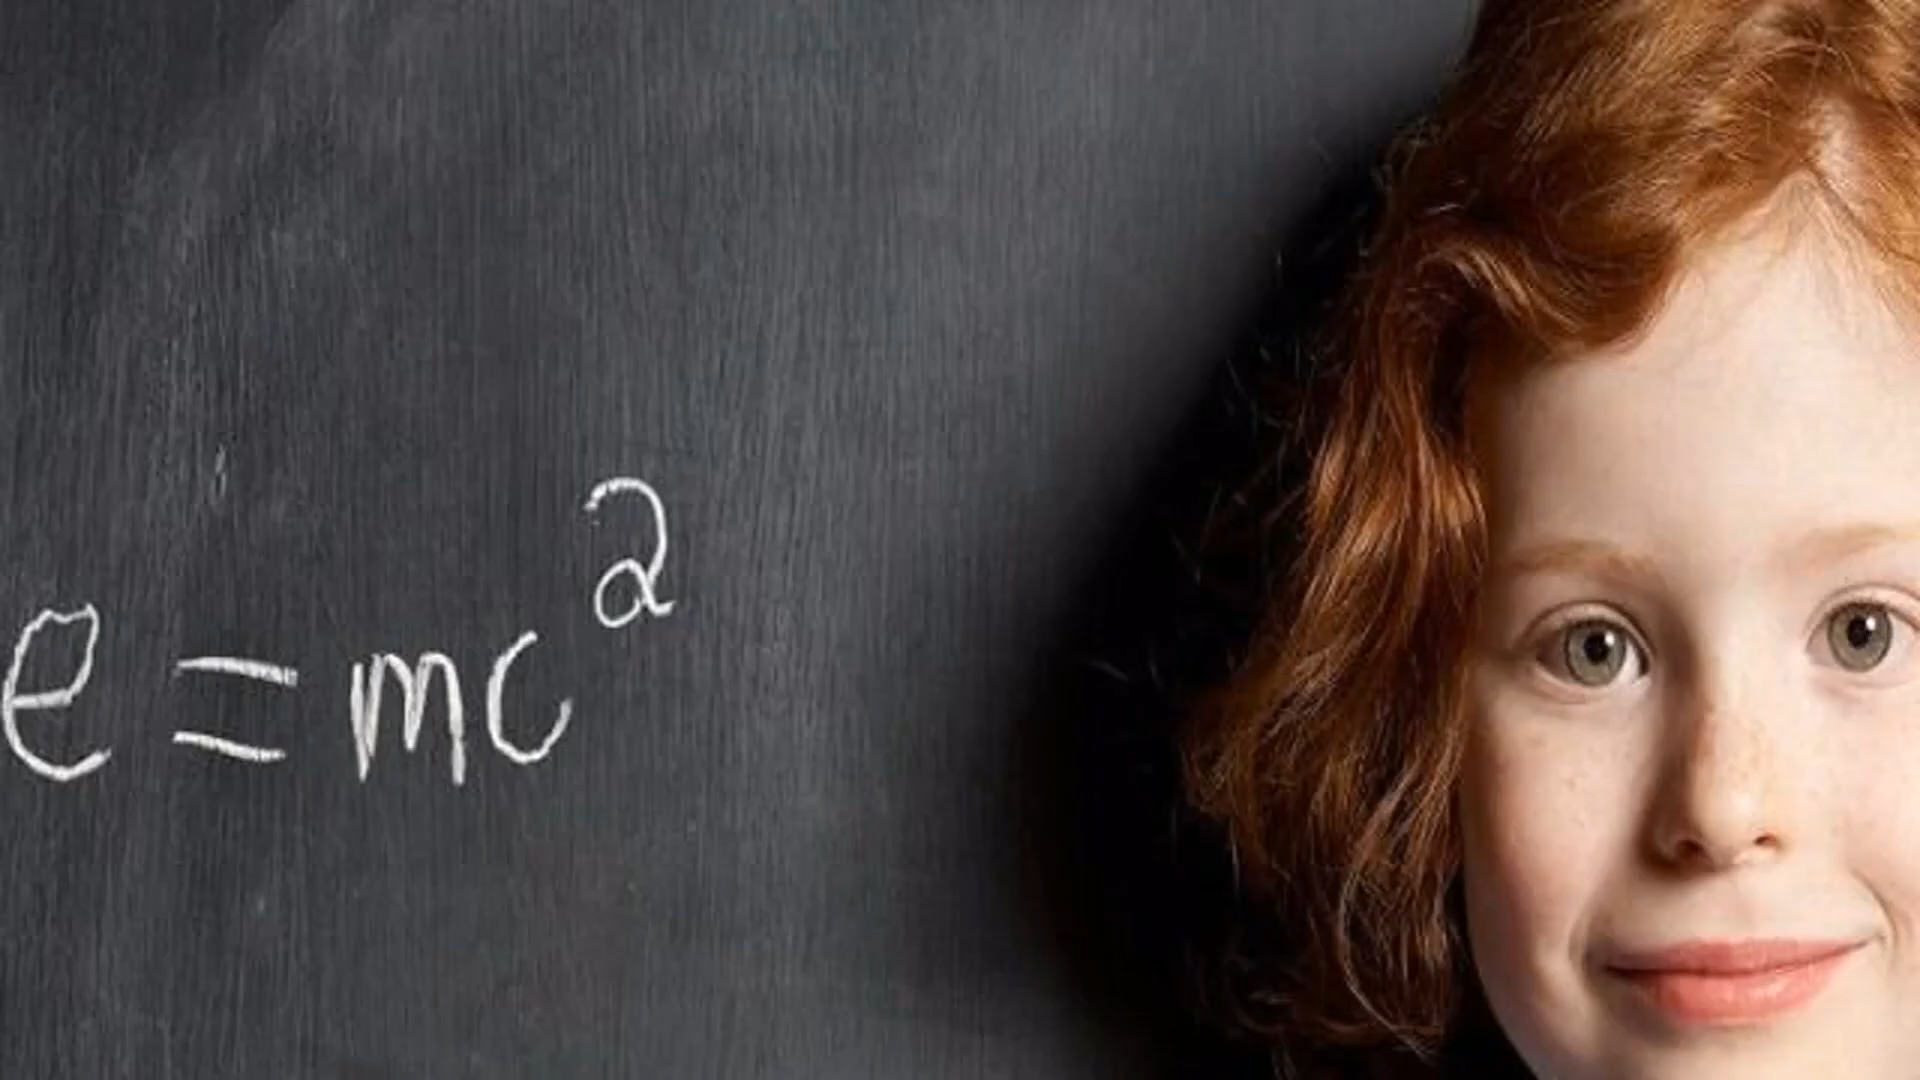 e = mc²